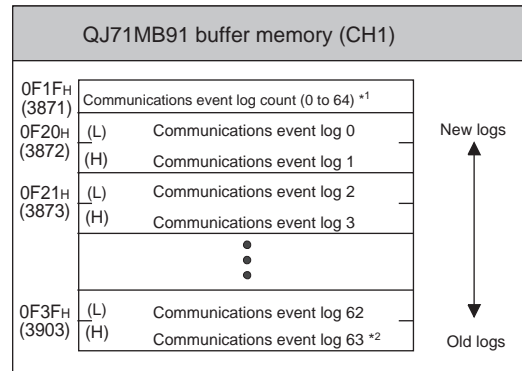 QJ71MB91 buffer memory (CH1)
0F1FH
(3871)
Communications event log count (0 to 64) *1
0F20H
(3872)
(L) Communications event log 0
(H) Communications event log 1
0F21H
(3873)
(L) Communications event log 2
(H) Communications event log 3
0F3FH
(3903)
(L) Communications event log 62
(H) Communications event log 63 *2
New logs
Old logs